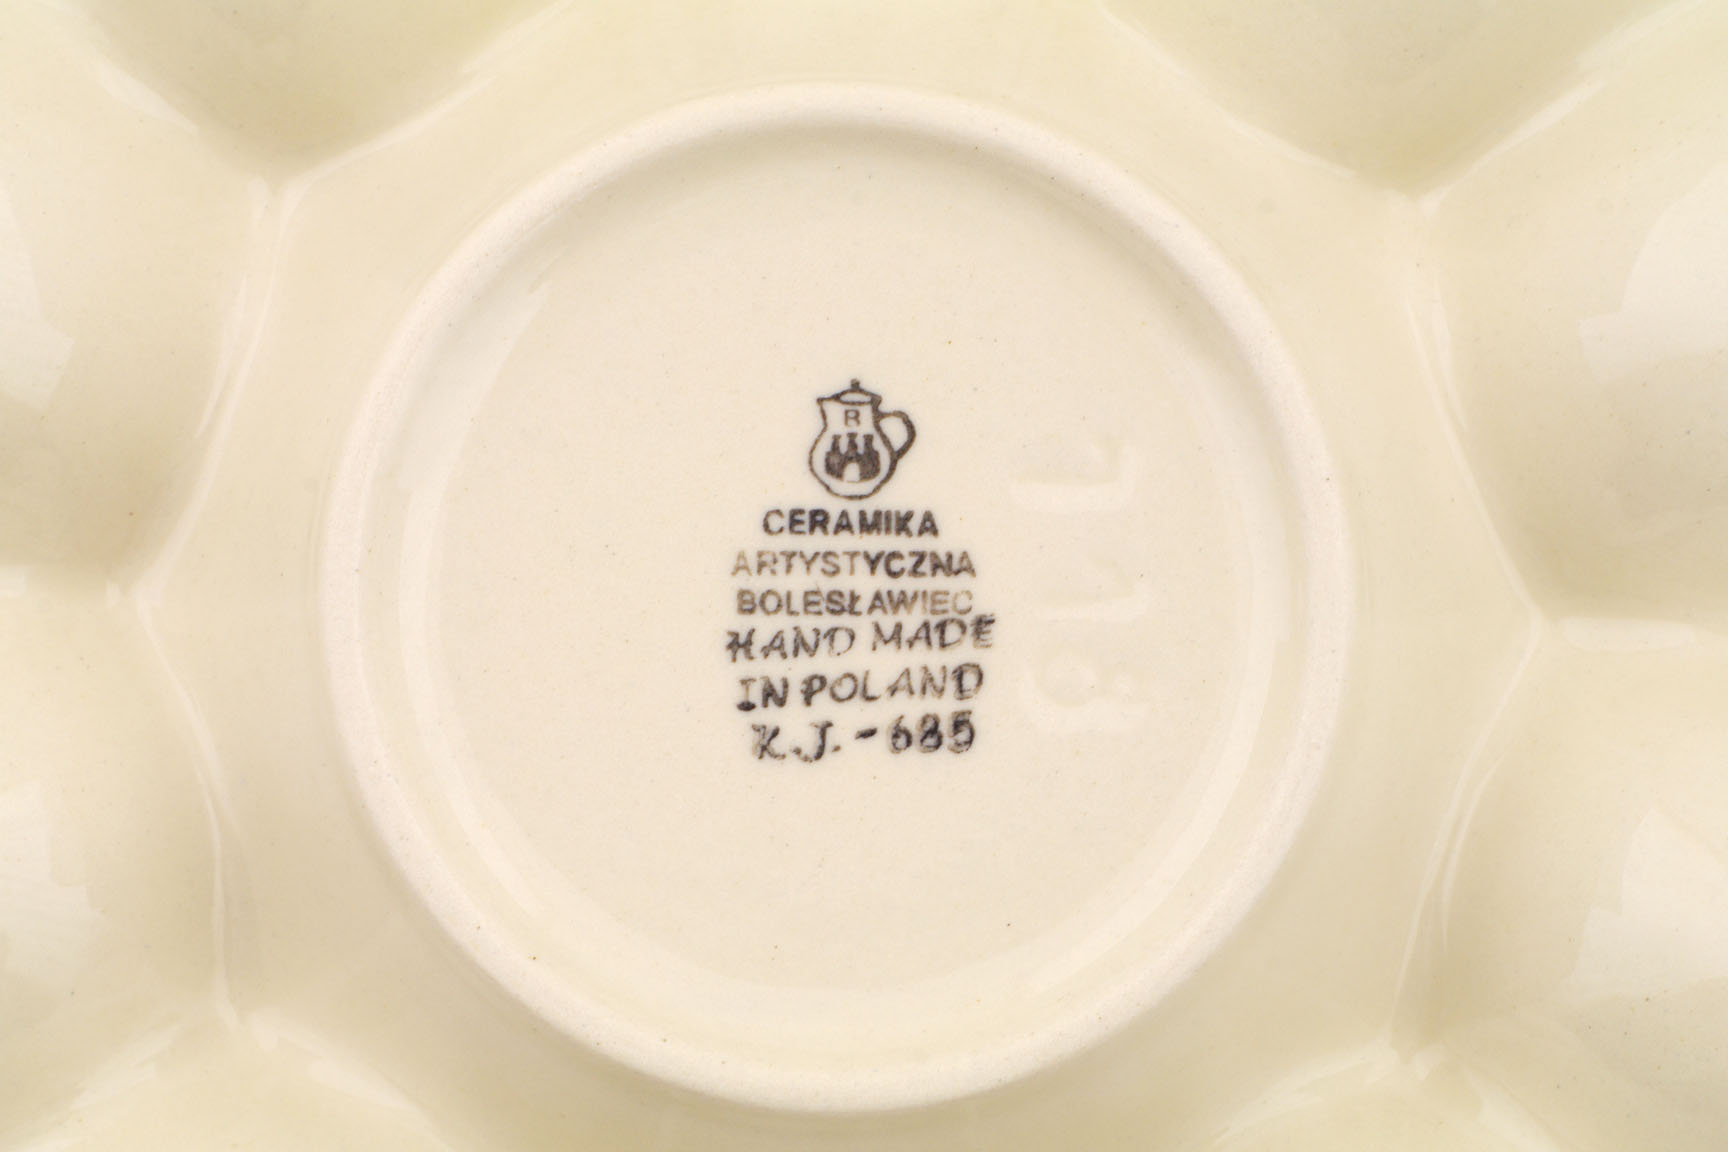 R
CERAMIKA
ARTYSTYCZNA
BOLESŁAWIEC
HAND MADE
IN POLAND
K.J.-685